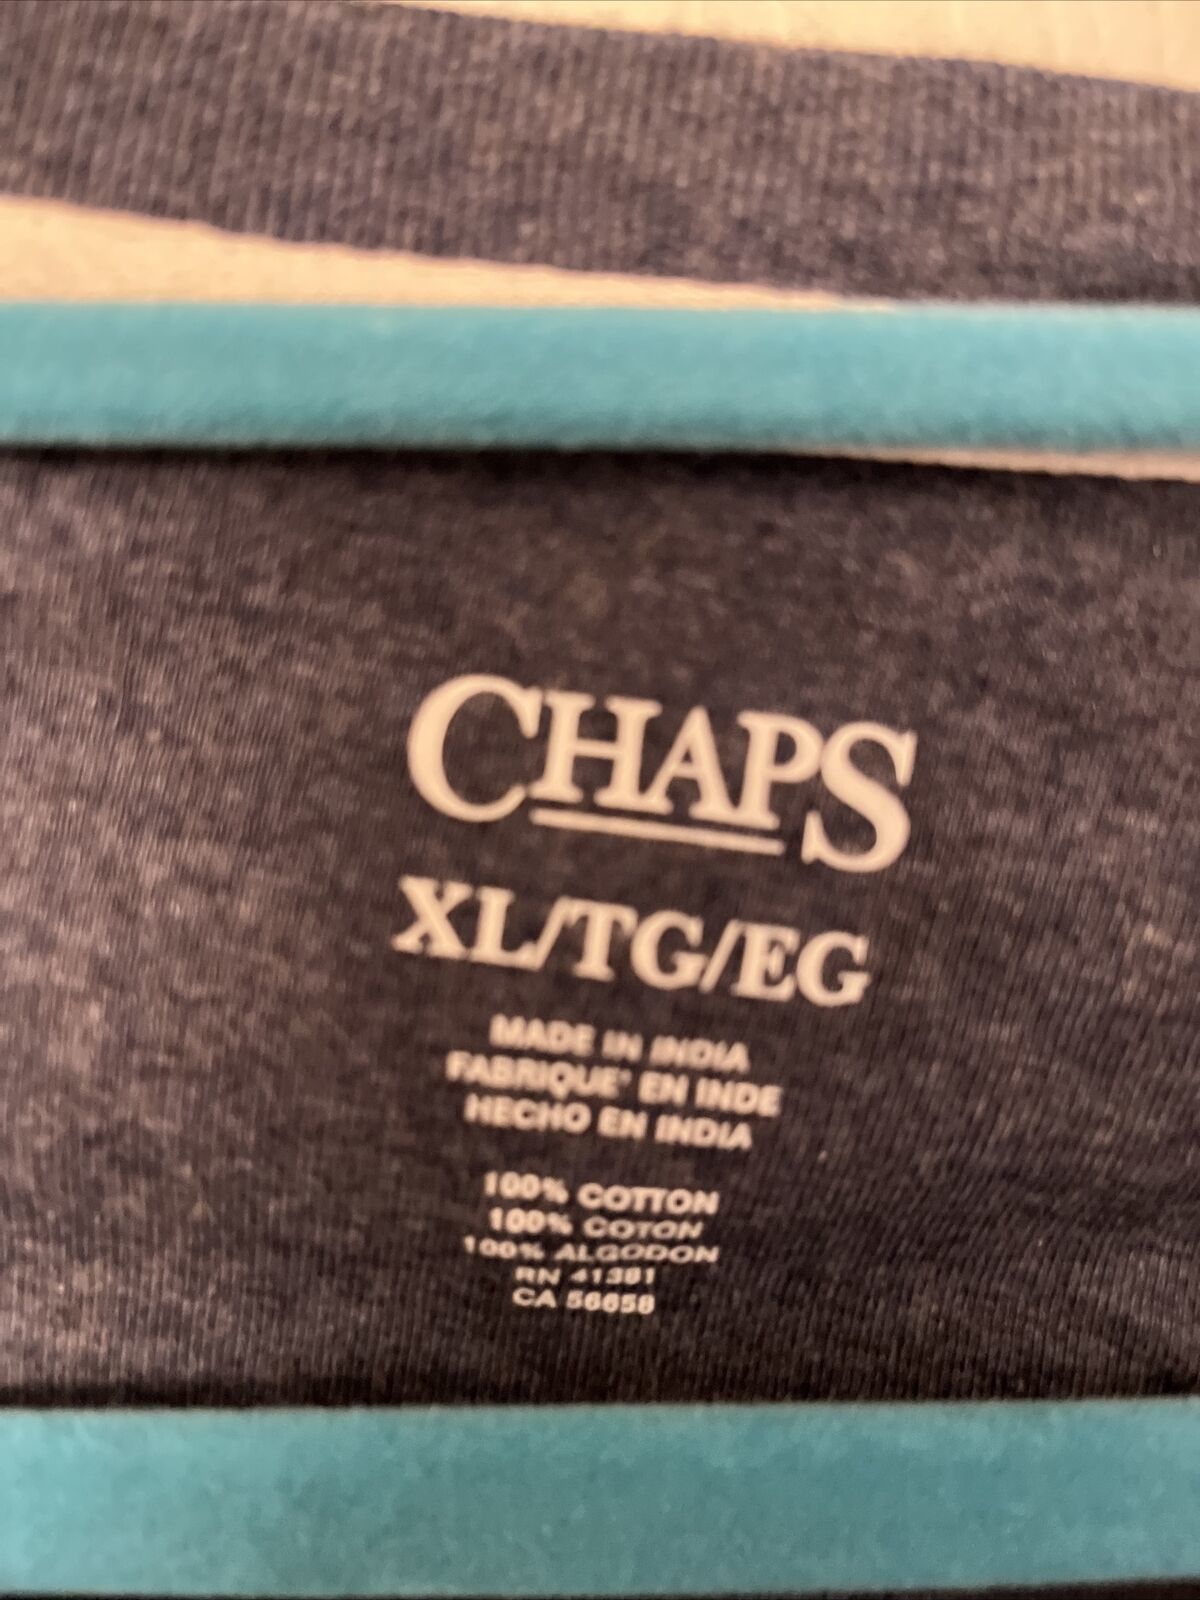 CHAPS
XL/TG/EG
MADE IN INDIA
FABRIQUE' EN INDE
HECHO EN INDIA
100% COTTON
100% COTON
100% ALGODON
RN 41381
CA 56658